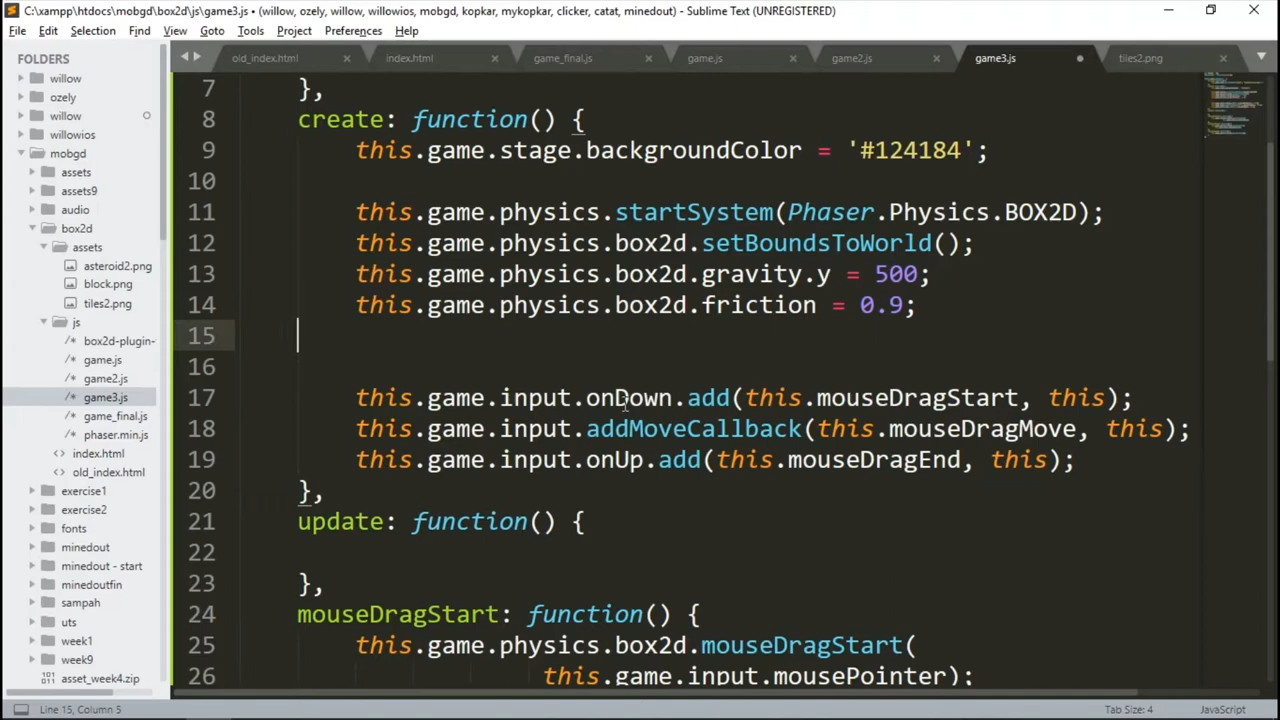 C:\xampp\htdocs\mobgd\box2d\js\game3.js • (willow, ozely, willow, willowios, mobgd, kopkar, mykopkar, clicker, catat, minedout) - Sublime Text (UNREGISTERED)
File Edit Selection Find View Goto Tools Project Preferences Help
FOLDERS
willow
ozely
willow
willowios
mobgd
assets
assets9
audio
box2d
assets
asteroid2.png
block.png
tiles2.png
js
/* box2d-plugin-
/* game.js
/* game2.js
/* game3.js
/* game_final.js
/* phaser.min.js
<> index.html
<> old_index.html
exercise1
exercise2
fonts
minedout
minedout - start
minedoutfin
sampah
uts
week1
week9
asset_week4.zip
old_index.html index.html game_final.js game.js game2.js game3.js tiles2.png
7 },
8 create: function() {
9 this.game.stage.backgroundColor = '#124184';
10
11 this.game.physics.startSystem(Phaser.Physics.BOX2D);
12 this.game.physics.box2d.setBoundsToWorld();
13 this.game.physics.box2d.gravity.y = 500;
14 this.game.physics.box2d.friction = 0.9;
15
16
17 this.game.input.onDown.add(this.mouseDragStart, this);
18 this.game.input.addMoveCallback(this.mouseDragMove, this);
19 this.game.input.onUp.add(this.mouseDragEnd, this);
20 },
21 update: function() {
22
23 },
24 mouseDragStart: function() {
25 this.game.physics.box2d.mouseDragStart(
26 this.game.input.mousePointer);
Line 15, Column 5 Tab Size: 4 JavaScript